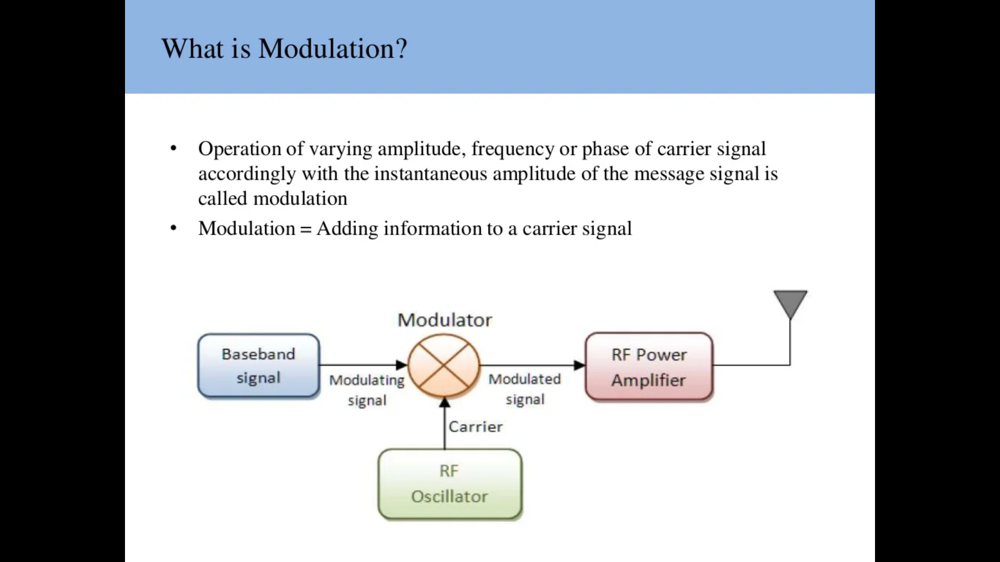 What is Modulation?
• Operation of varying amplitude, frequency or phase of carrier signal
accordingly with the instantaneous amplitude of the message signal is
called modulation
• Modulation = Adding information to a carrier signal
Modulator
Baseband
signal
Modulating
signal
Modulated
signal
RF Power
Amplifier
Carrier
RF
Oscillator